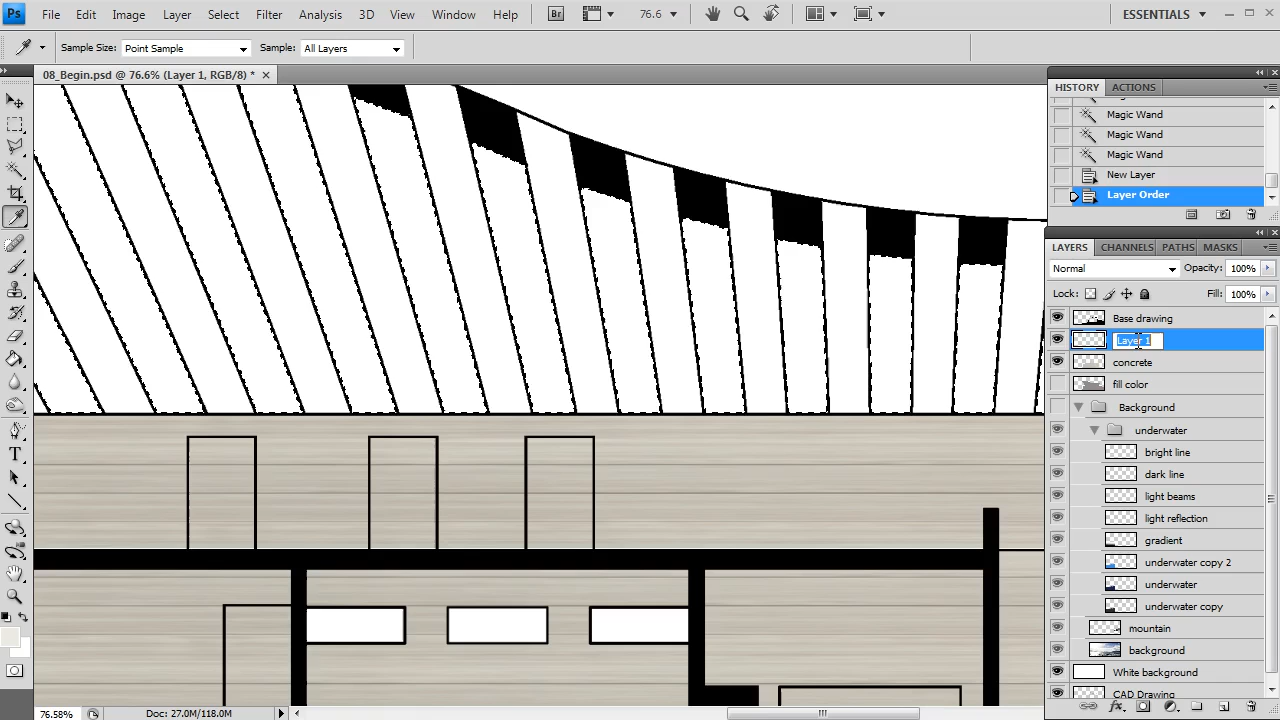 Ps File Edit Image Layer Select Filter Analysis 3D View Window Help Br 76.6 ESSENTIALS
Sample Size: Point Sample Sample: All Layers
08_Begin.psd @ 76.6% (Layer 1, RGB/8) *
HISTORY ACTIONS
Magic Wand
Magic Wand
Magic Wand
New Layer
Layer Order
LAYERS CHANNELS PATHS MASKS
Normal Opacity: 100%
Lock: Fill: 100%
Base drawing
Layer 1
concrete
fill color
Background
underwater
bright line
dark line
light beams
light reflection
gradient
underwater copy 2
underwater
underwater copy
mountain
background
White background
CAD Drawing
76.58% Doc: 27.0M/118.0M